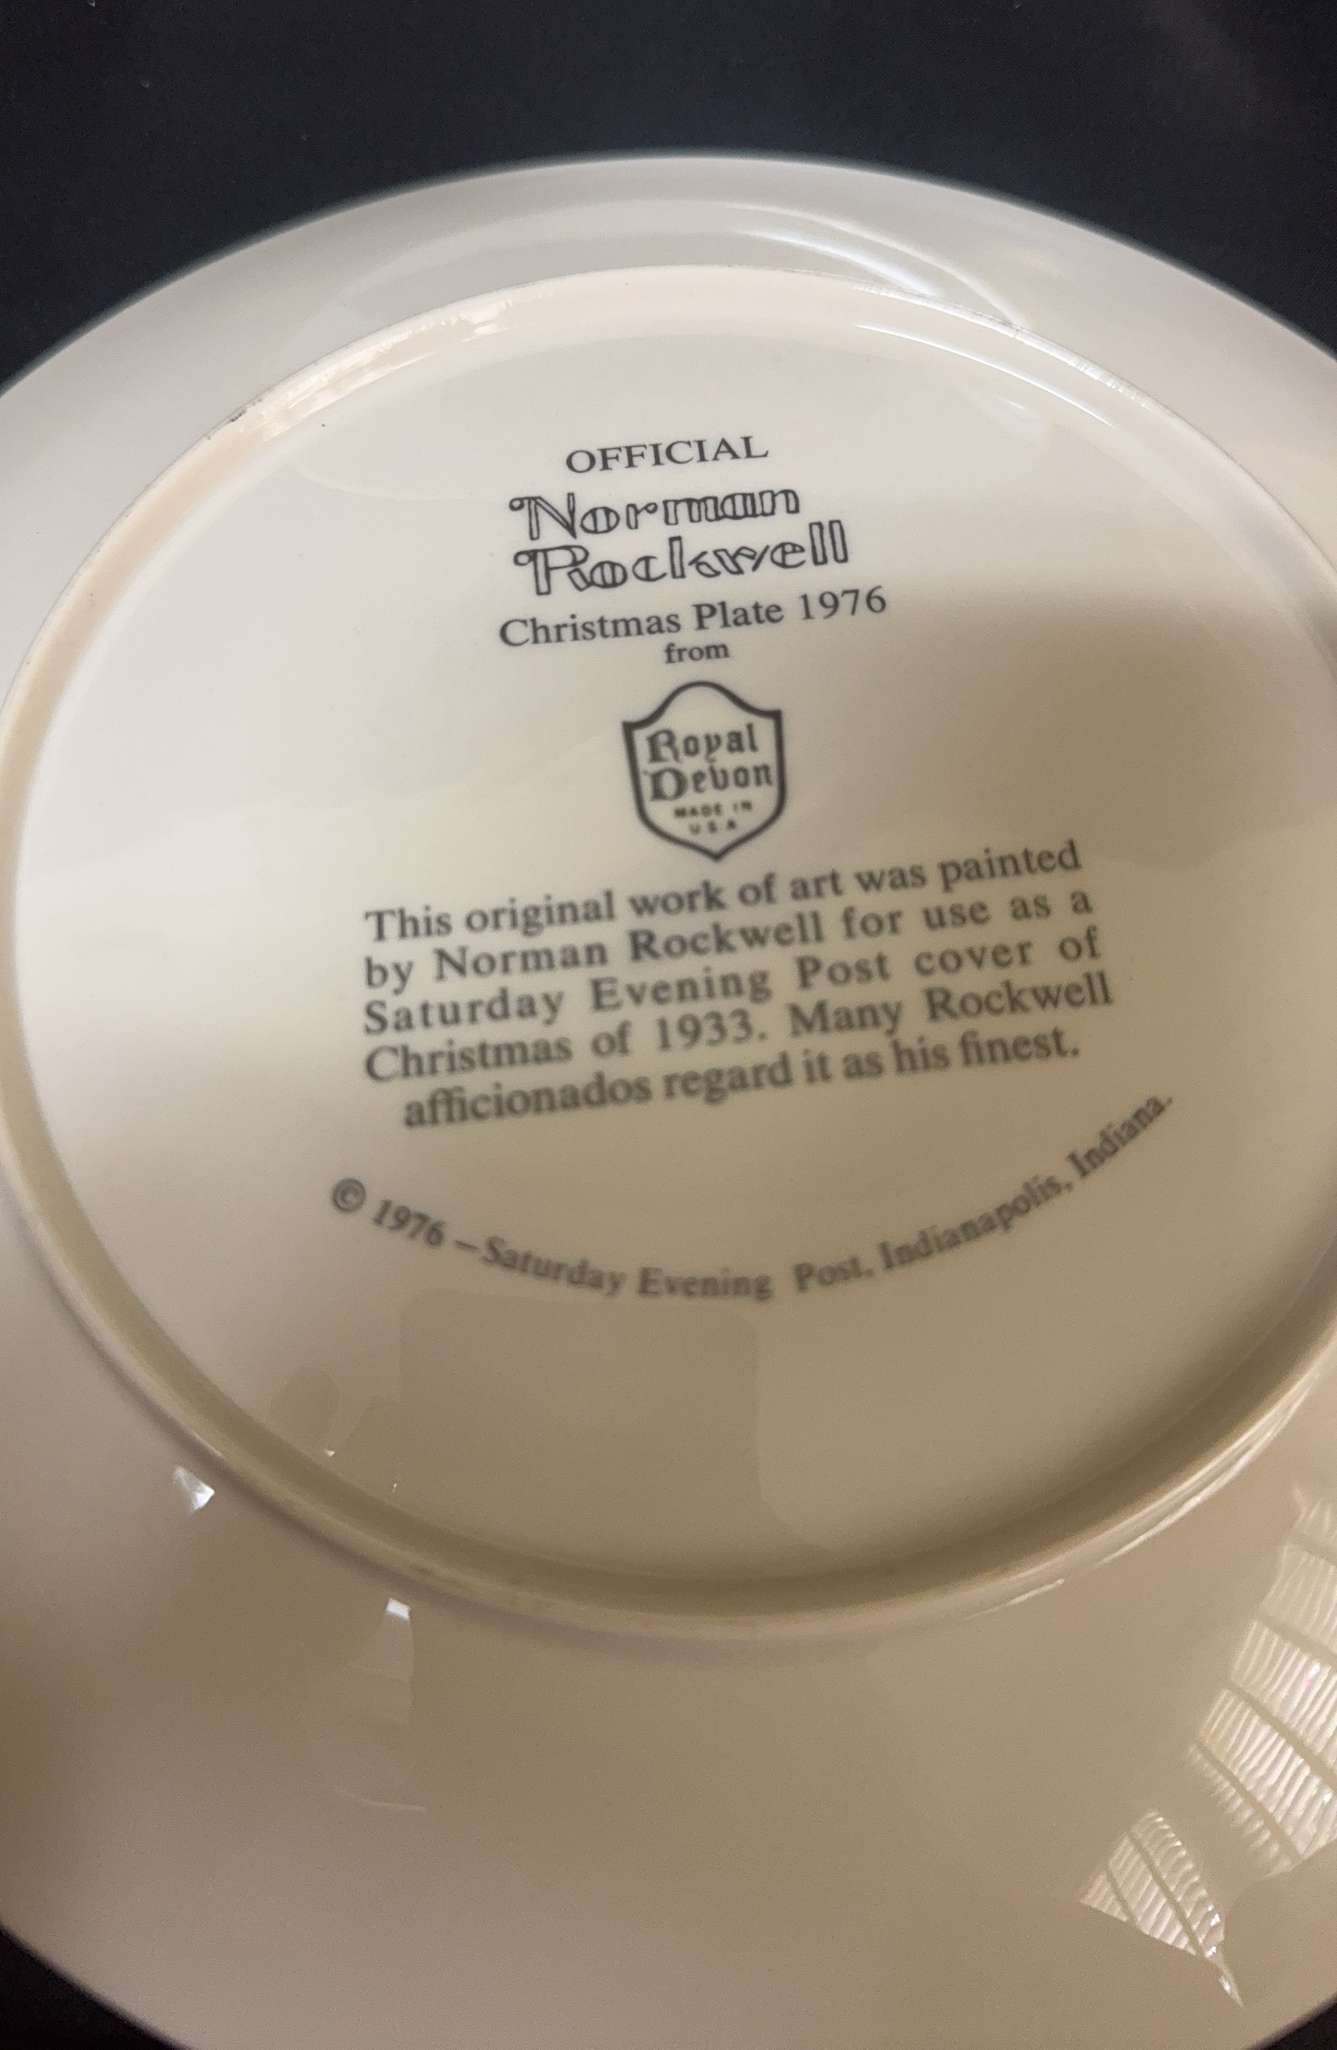 OFFICIAL
Norman
Rockwell
Christmas Plate 1976
from
Royal
Devon
MADE IN
U.S.A
This original work of art was painted
by Norman Rockwell for use as a
Saturday Evening Post cover of
Christmas of 1933. Many Rockwell
afficionados regard it as his finest.
© 1976 – Saturday Evening Post, Indianapolis, Indiana.